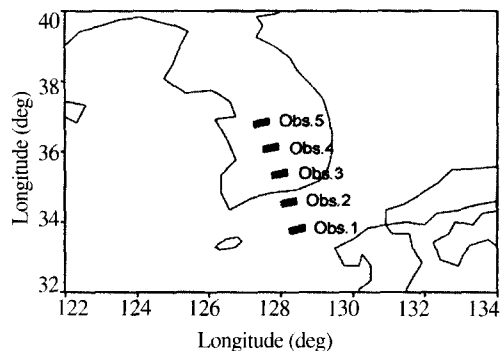 40
38
36
34
32
Longitude (deg)
Obs.5
Obs.4
Obs.3
Obs.2
Obs.1
122 124 126 128 130 132 134
Longitude (deg)